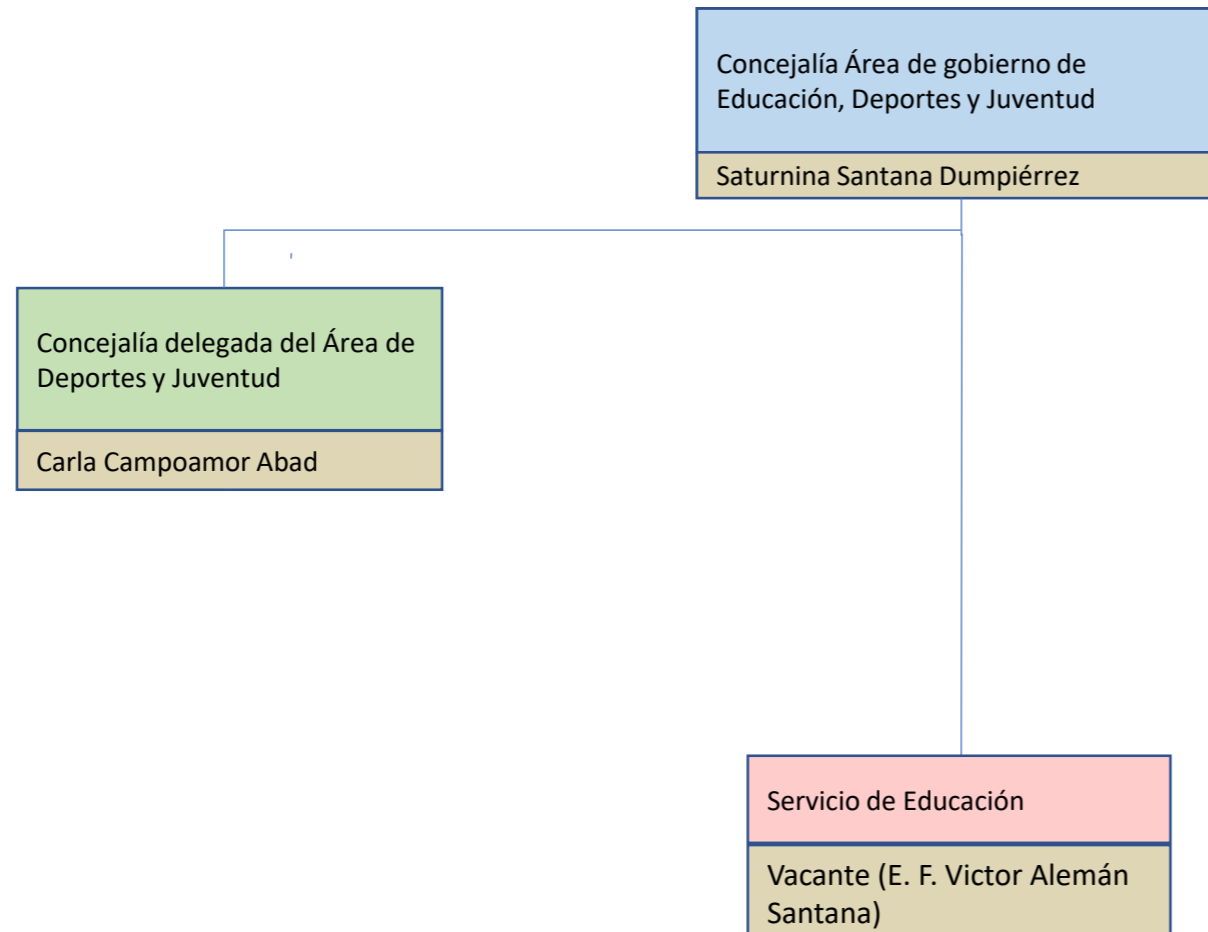 Concejalía Área de gobierno de
Educación, Deportes y Juventud
Saturnina Santana Dumpiérrez
Concejalía delegada del Área de
Deportes y Juventud
Carla Campoamor Abad
Servicio de Educación
Vacante (E. F. Victor Alemán
Santana)